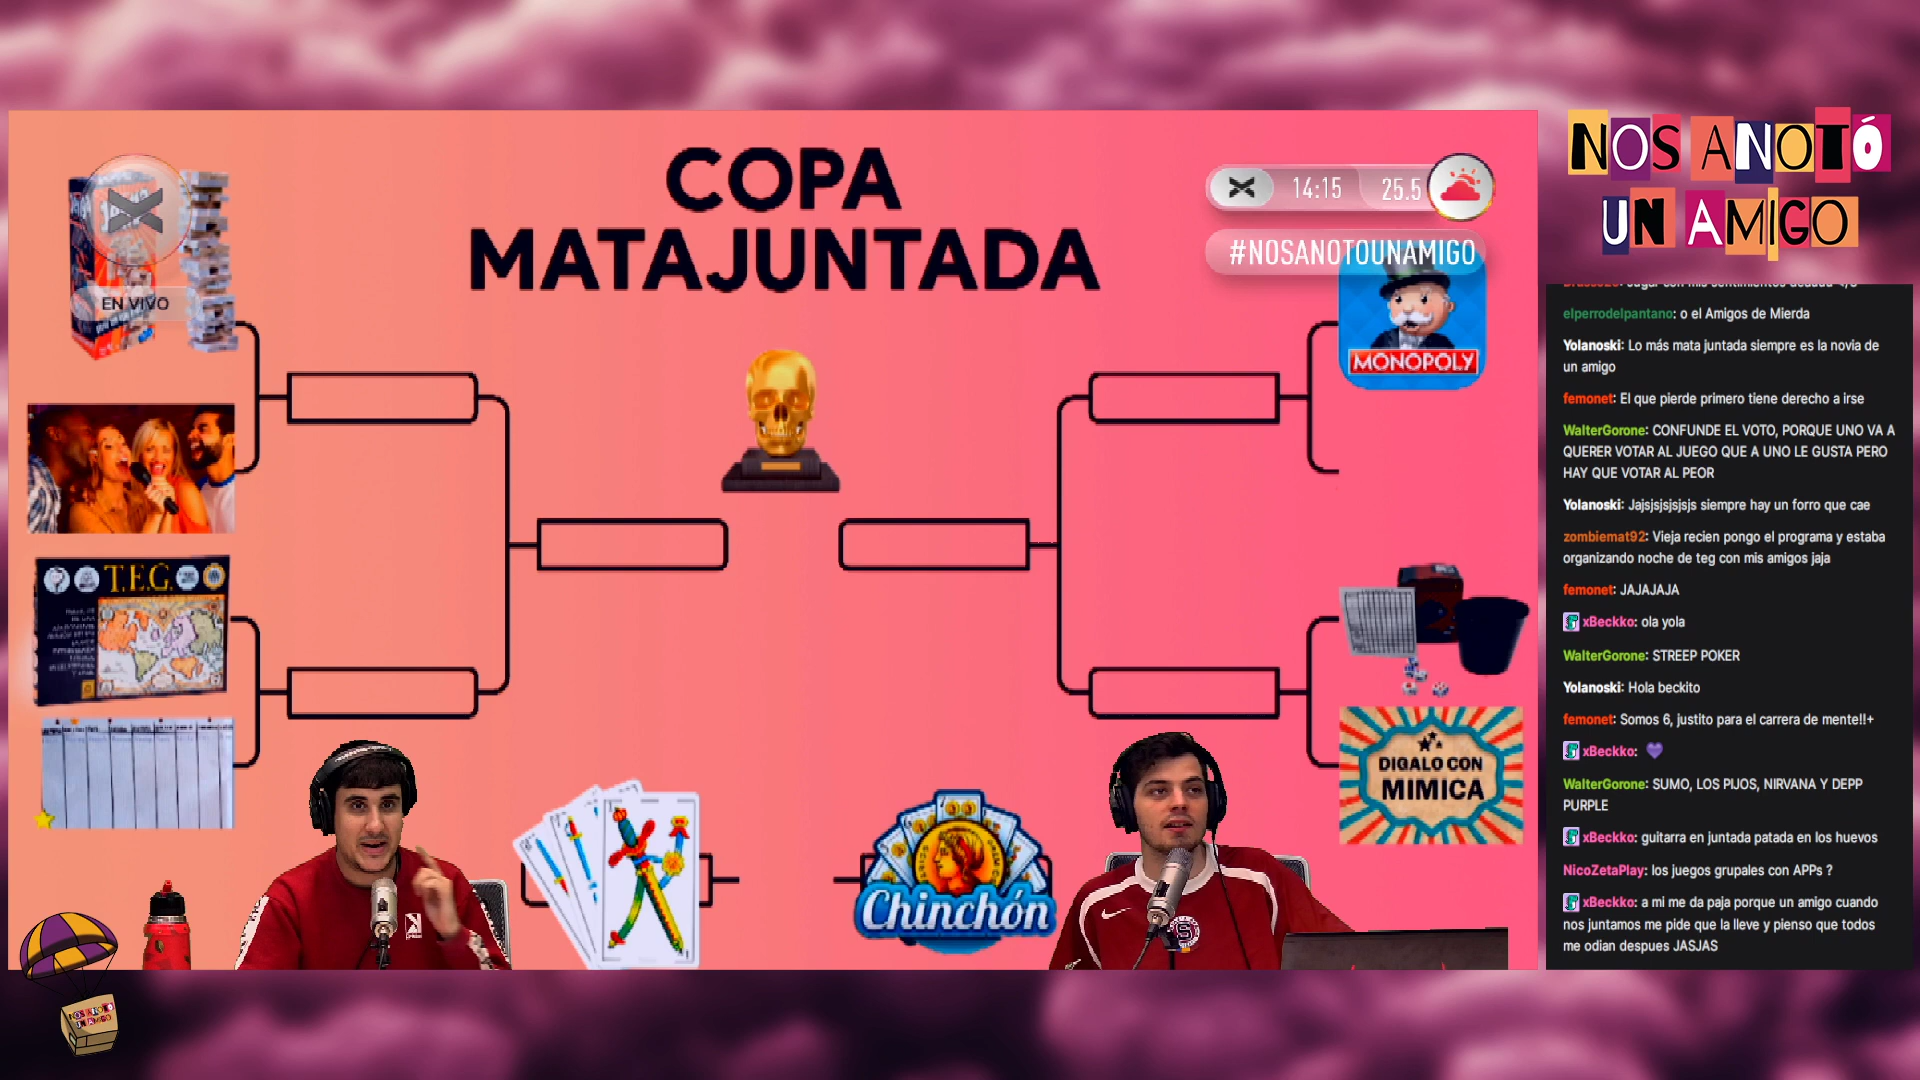 COPA
MATAJUNTADA
EN VIVO
14:15
25.5
#NOSANOTOUNAMIGO
MONOPOLY
T.E.G.
DIGALO CON
MIMICA
Chinchón
NOS ANOTÓ
UN AMIGO
elperrodelpantano: o el Amigos de Mierda
Yolanoski: Lo más mata juntada siempre es la novia de
un amigo
femonet: El que pierde primero tiene derecho a irse
WalterGorone: CONFUNDE EL VOTO, PORQUE UNO VA A
QUERER VOTAR AL JUEGO QUE A UNO LE GUSTA PERO
HAY QUE VOTAR AL PEOR
Yolanoski: Jajsjsjsjsjs siempre hay un forro que cae
zombiemat92: Vieja recien pongo el programa y estaba
organizando noche de teg con mis amigos jaja
femonet: JAJAJAJA
xBeckko: ola yola
WalterGorone: STREEP POKER
Yolanoski: Hola beckito
femonet: Somos 6, justito para el carrera de mente!!+
xBeckko:
WalterGorone: SUMO, LOS PIJOS, NIRVANA Y DEPP
PURPLE
xBeckko: guitarra en juntada patada en los huevos
NicoZetaPlay: los juegos grupales con APPs ?
xBeckko: a mi me da paja porque un amigo cuando
nos juntamos me pide que la lleve y pienso que todos
me odian despues JASJAS
NOS ANOTÓ
UN AMIGO